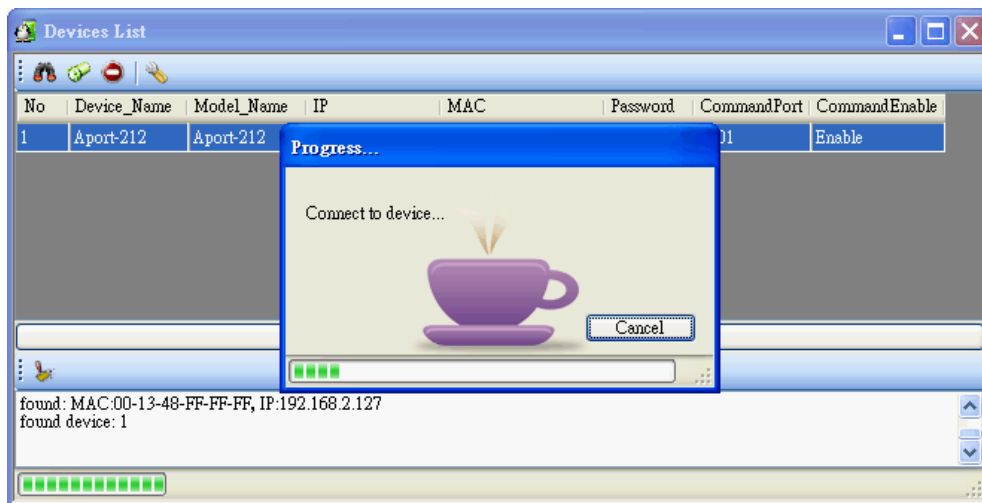 Devices List
No Device_Name Model_Name IP MAC Password CommandPort CommandEnable
1 Aport-212 Aport-212 01 Enable
Progress...
Connect to device...
Cancel
found: MAC:00-13-48-FF-FF-FF, IP:192.168.2.127
found device: 1